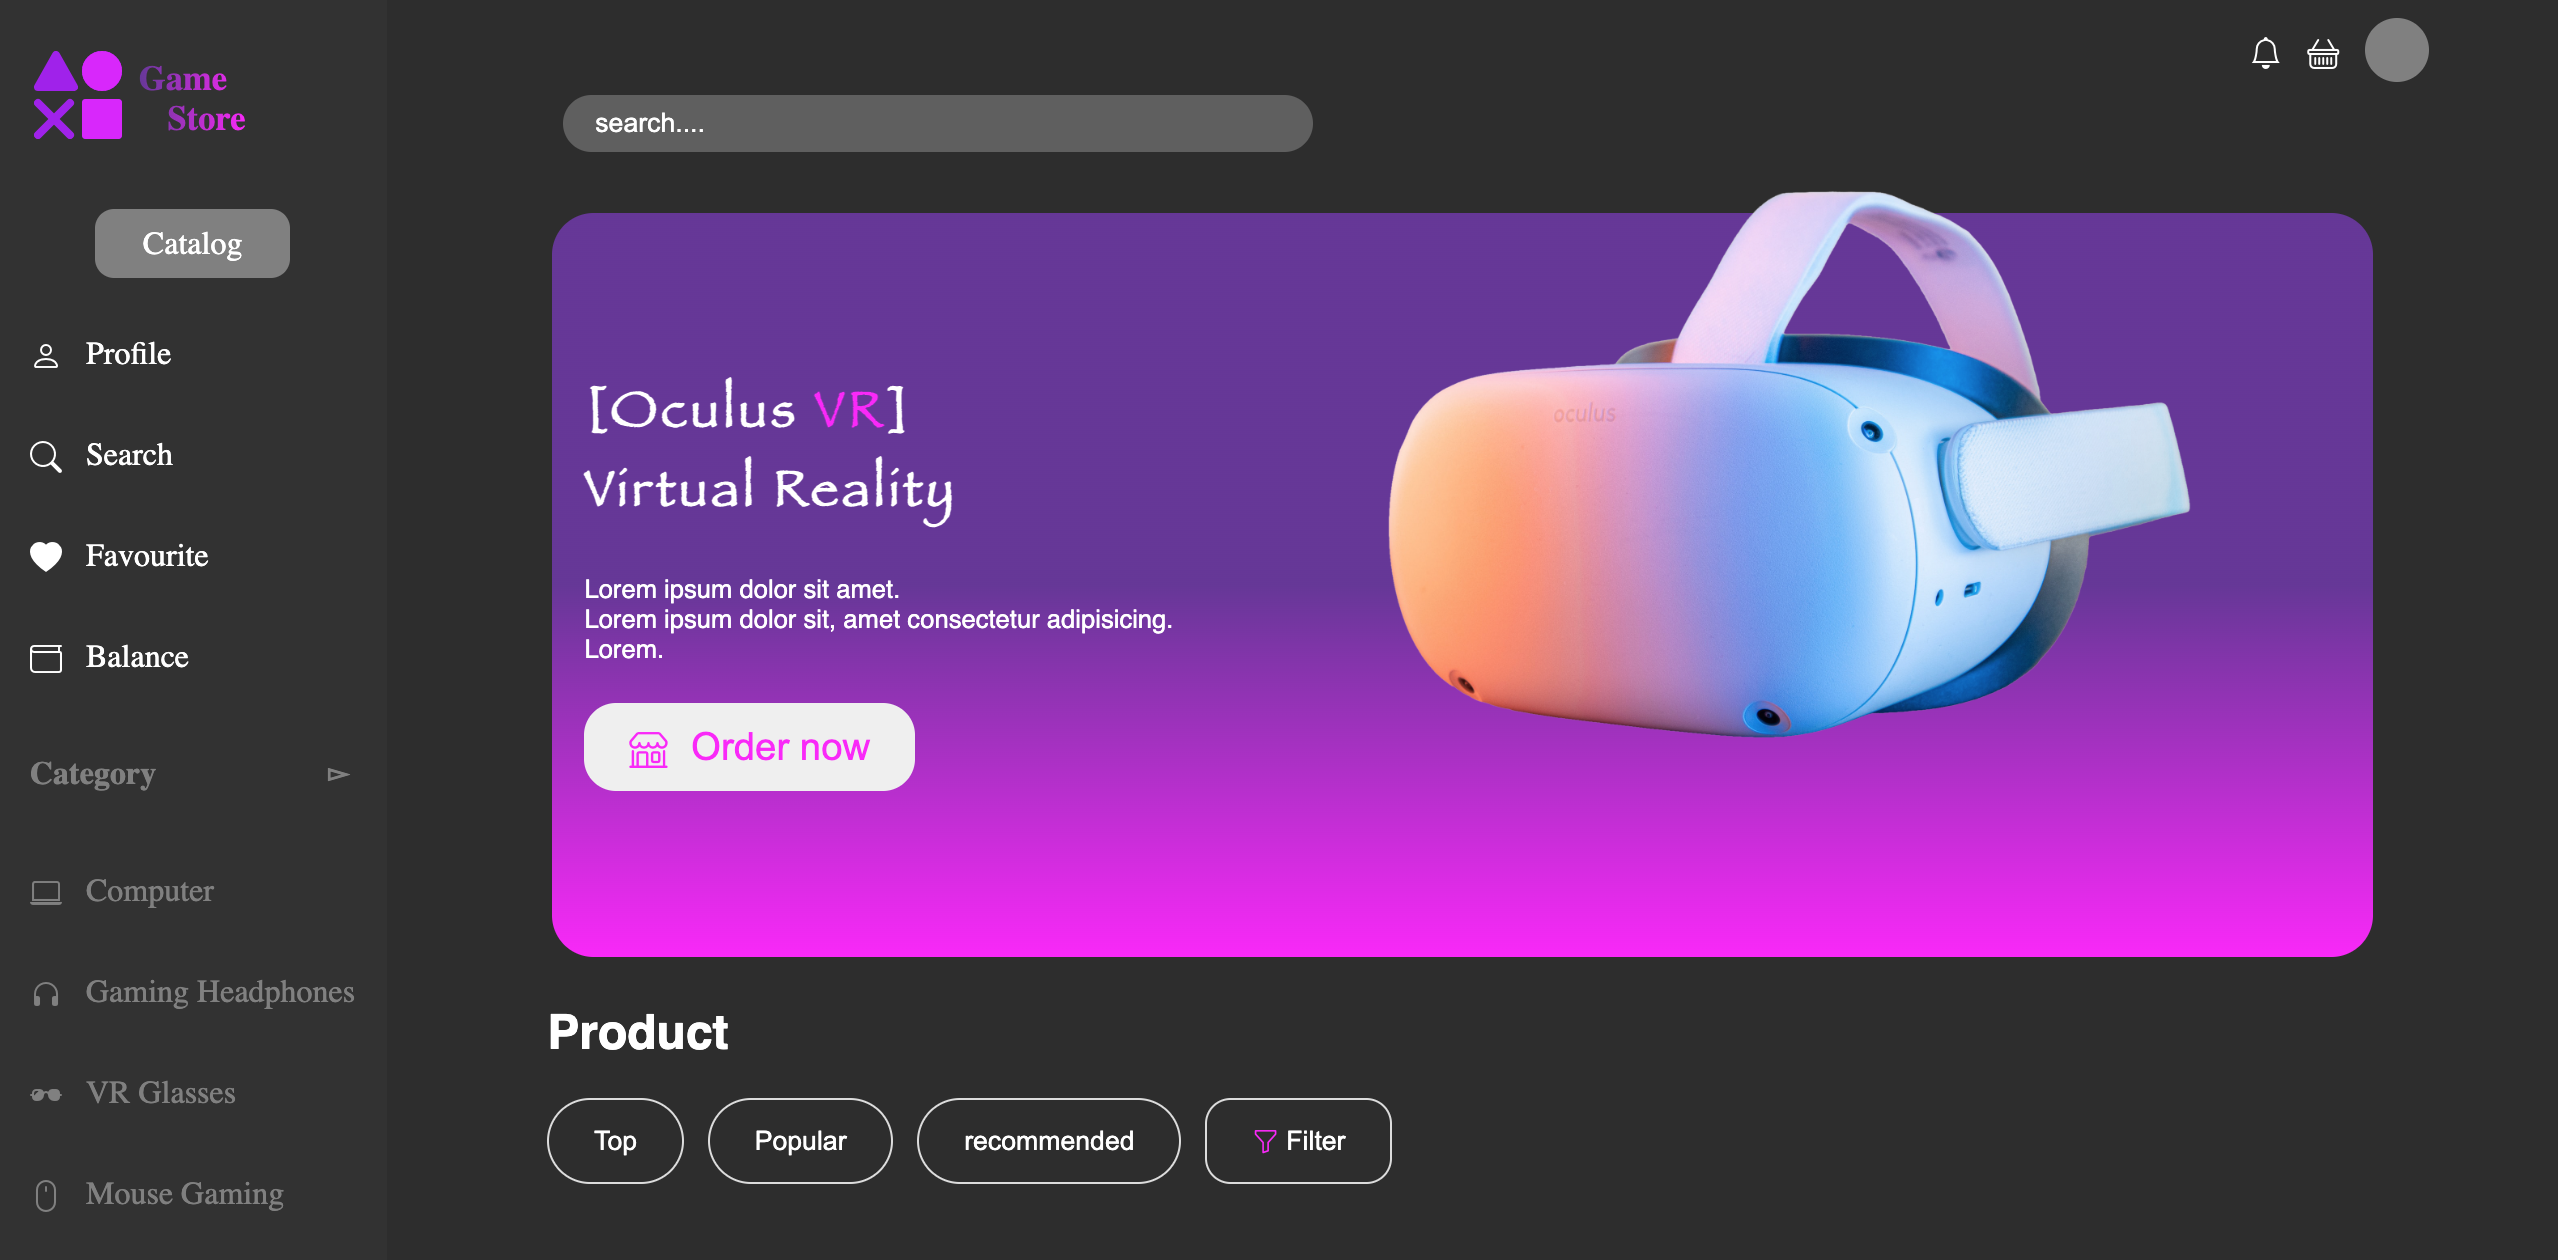 Game
Store
Catalog
Profile
Search
Favourite
Balance
Category
Computer
Gaming Headphones
VR Glasses
Mouse Gaming
search....
[Oculus VR]
Virtual Reality
Lorem ipsum dolor sit amet.
Lorem ipsum dolor sit, amet consectetur adipisicing.
Lorem.
Order now
oculus
Product
Top
Popular
recommended
Filter